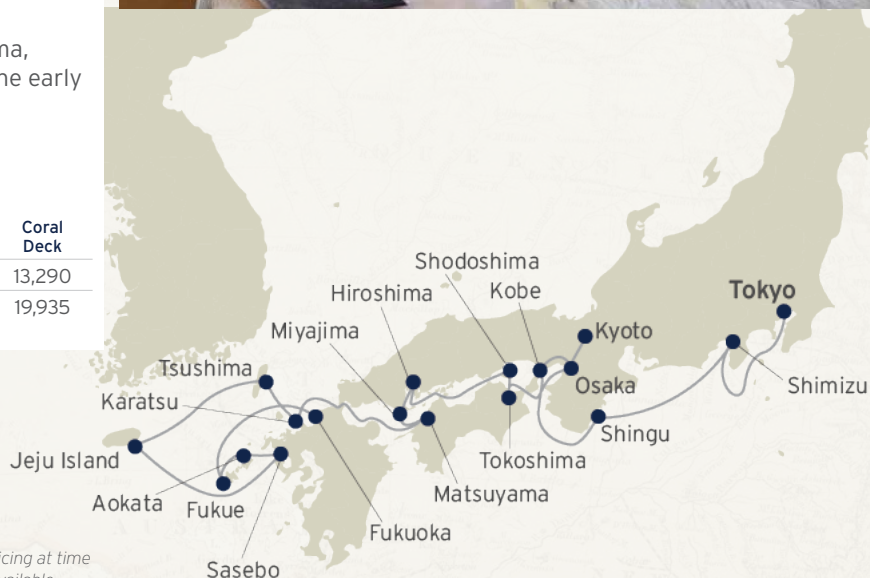 ma,
ne early
Coral
Deck
13,290
19,935
Shodoshima
Hiroshima
Kobe
Tokyo
Miyajima
Kyoto
Tsushima
Osaka
Shimizu
Karatsu
Shingu
Jeju Island
Tokoshima
Matsuyama
Aokata
Fukue
Fukuoka
Sasebo
icing at time